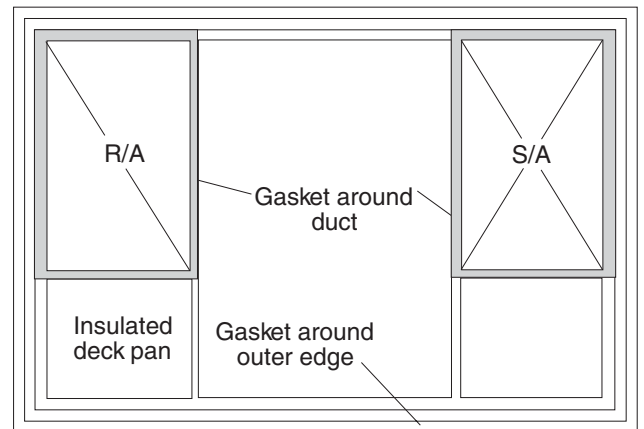 R/A
S/A
Gasket around
duct
Insulated
deck pan
Gasket around
outer edge